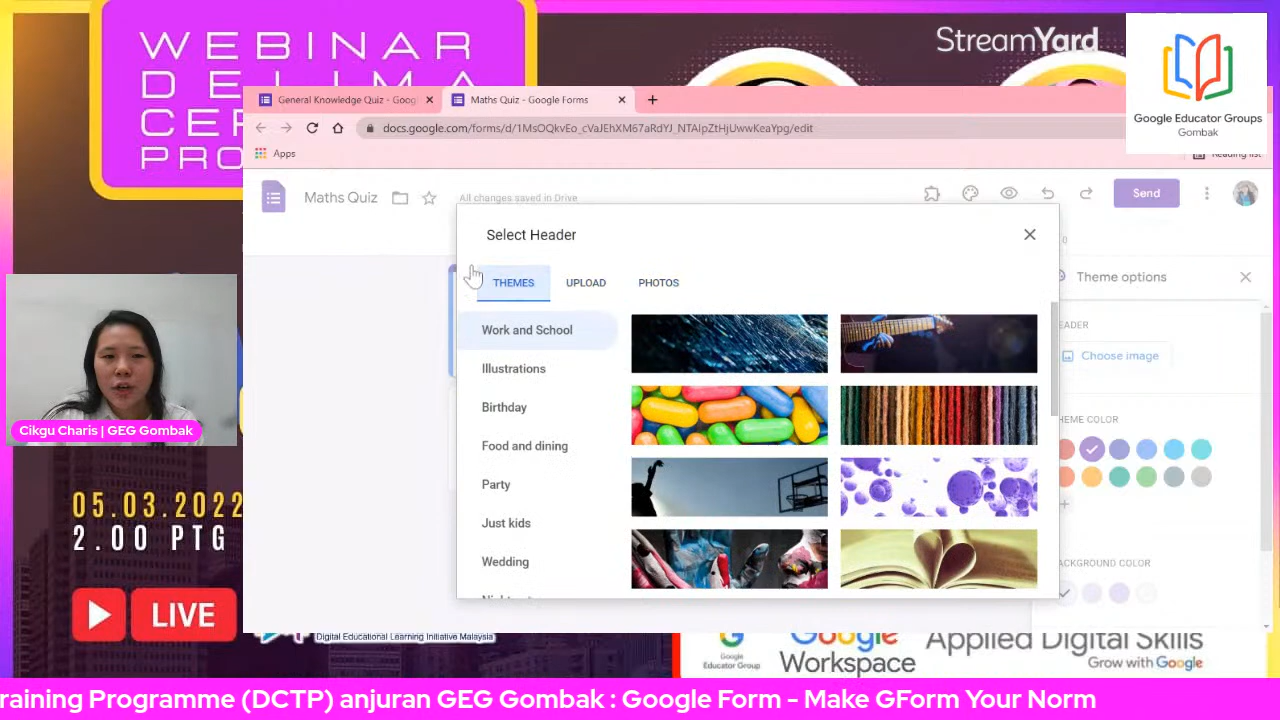 WEBINAR
DELIMA
CER
PRO
StreamYard
Google Educator Groups
Gombak
General Knowledge Quiz - Goog
Maths Quiz - Google Forms
docs.google.com/forms/d/1MsOQkvEo_cVaJEhXM67aRdYJ_NTAIpZtHjUwwKeaYpg/edit
Apps
Reading list
Maths Quiz
All changes saved in Drive
Send
Select Header
0
THEMES
UPLOAD
PHOTOS
Theme options
Work and School
Illustrations
Birthday
Food and dining
Party
Just kids
Wedding
EADER
Choose image
HEME COLOR
ACKGROUND COLOR
Cikgu Charis | GEG Gombak
05.03.2022
2.00 PTG
LIVE
Digital Educational Learning Initiative Malaysia
Google
Educator Group
Google
Workspace
Applied Digital Skills
Grow with Google
raining Programme (DCTP) anjuran GEG Gombak : Google Form - Make GForm Your Norm